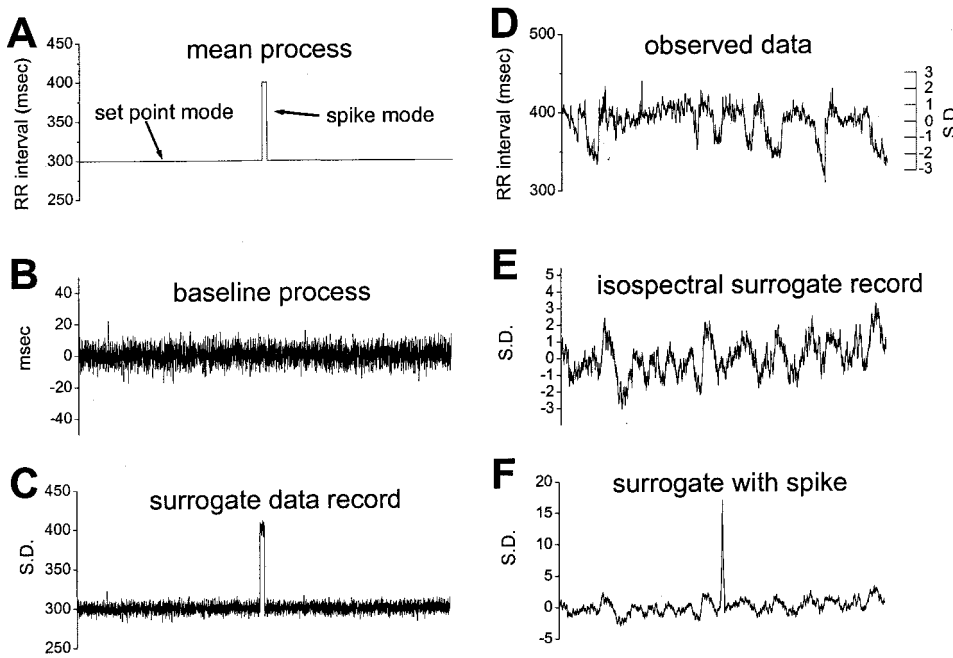 A
mean process
RR interval (msec)
450
400
350
300
250
set point mode
spike mode
B
baseline process
msec
40
20
0
-20
-40
C
surrogate data record
S.D.
450
400
350
300
250
D
observed data
RR interval (msec)
500
400
300
3
2
1
0
-1
-2
-3
S.D.
E
isospectral surrogate record
S.D.
5
4
3
2
1
0
-1
-2
-3
F
surrogate with spike
S.D.
20
15
10
5
0
-5